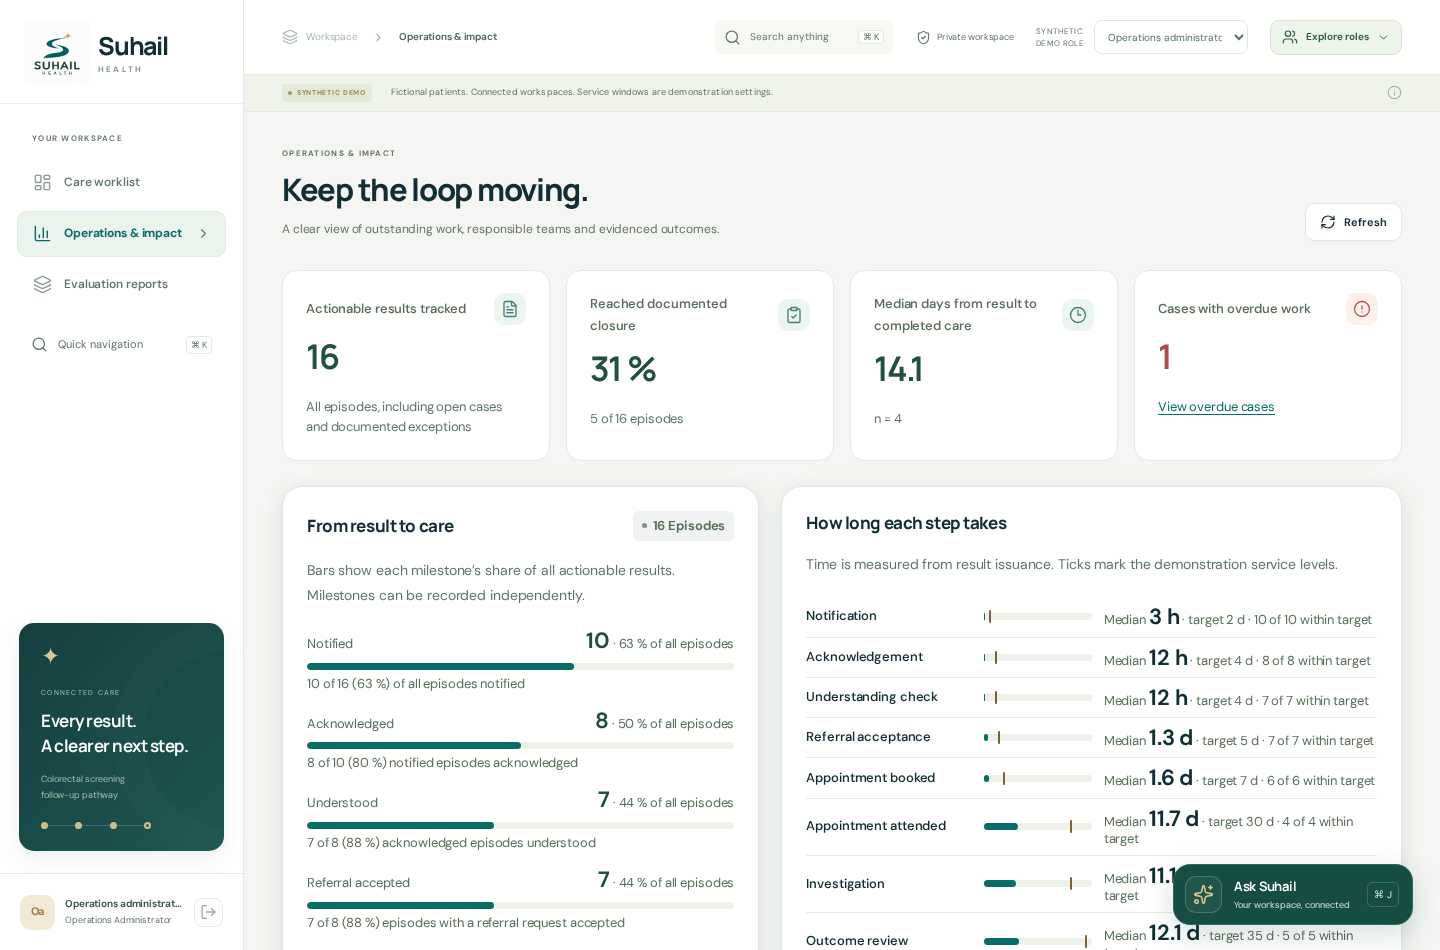 SUHAIL
HEALTH
Suhail
HEALTH
YOUR WORKSPACE
Care worklist
Operations & impact
Evaluation reports
Quick navigation
⌘ K
✦
CONNECTED CARE
Every result.
A clearer next step.
Colorectal screening
follow-up pathway
Oa
Operations administrat...
Operations Administrator
Workspace
Operations & impact
Search anything
⌘ K
Private workspace
SYNTHETIC
DEMO ROLE
Operations administratc
Explore roles
SYNTHETIC DEMO
Fictional patients. Connected workspaces. Service windows are demonstration settings.
OPERATIONS & IMPACT
Keep the loop moving.
A clear view of outstanding work, responsible teams and evidenced outcomes.
Refresh
Actionable results tracked
16
All episodes, including open cases
and documented exceptions
Reached documented
closure
31 %
5 of 16 episodes
Median days from result to
completed care
14.1
n = 4
Cases with overdue work
1
View overdue cases
From result to care
16 Episodes
Bars show each milestone's share of all actionable results.
Milestones can be recorded independently.
Notified
10 · 63 % of all episodes
10 of 16 (63 %) of all episodes notified
Acknowledged
8 · 50 % of all episodes
8 of 10 (80 %) notified episodes acknowledged
Understood
7 · 44 % of all episodes
7 of 8 (88 %) acknowledged episodes understood
Referral accepted
7 · 44 % of all episodes
7 of 8 (88 %) episodes with a referral request accepted
How long each step takes
Time is measured from result issuance. Ticks mark the demonstration service levels.
Notification
Median 3 h · target 2 d · 10 of 10 within target
Acknowledgement
Median 12 h · target 4 d · 8 of 8 within target
Understanding check
Median 12 h · target 4 d · 7 of 7 within target
Referral acceptance
Median 1.3 d · target 5 d · 7 of 7 within target
Appointment booked
Median 1.6 d · target 7 d · 6 of 6 within target
Appointment attended
Median 11.7 d · target 30 d · 4 of 4 within
target
Investigation
Median 11.1
target
Outcome review
Median 12.1 d · target 35 d · 5 of 5 within
Ask Suhail
Your workspace, connected
⌘ J